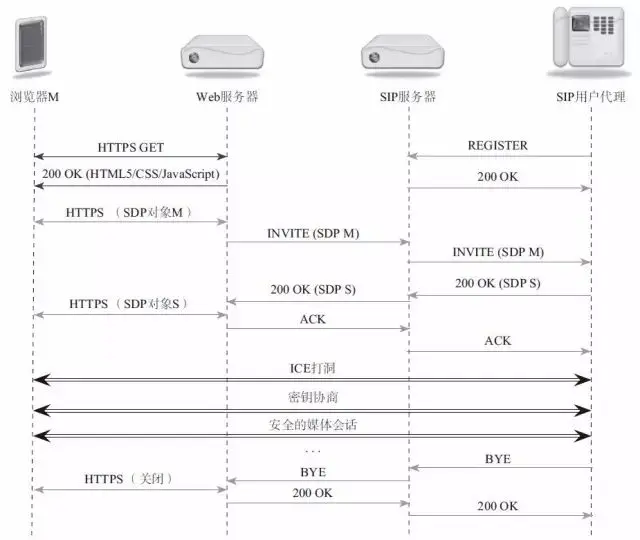 浏览器M
Web服务器
SIP服务器
SIP用户代理
HTTPS GET
REGISTER
200 OK (HTML5/CSS/JavaScript)
200 OK
HTTPS （SDP对象M）
INVITE (SDP M)
INVITE (SDP M)
200 OK (SDP S)
200 OK (SDP S)
HTTPS（SDP对象S）
ACK
ACK
ICE打洞
密钥协商
安全的媒体会话
...
BYE
BYE
HTTPS（ 关闭）
200 OK
200 OK